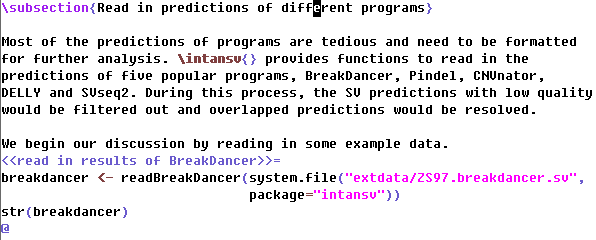 \subsection{Read in predictions of different programs}
Most of the predictions of programs are tedious and need to be formatted
for further analysis. \intansv{} provides functions to read in the
predictions of five popular programs, BreakDancer, Pindel, CNVnator,
DELLY and SVseq2. During this process, the SV predictions with low quality
would be filtered out and overlapped predictions would be resolved.
We begin our discussion by reading in some example data.
<<read in results of BreakDancer>>=
breakdancer <- readBreakDancer(system.file("extdata/ZS97.breakdancer.sv",
package="intansv"))
str(breakdancer)
@